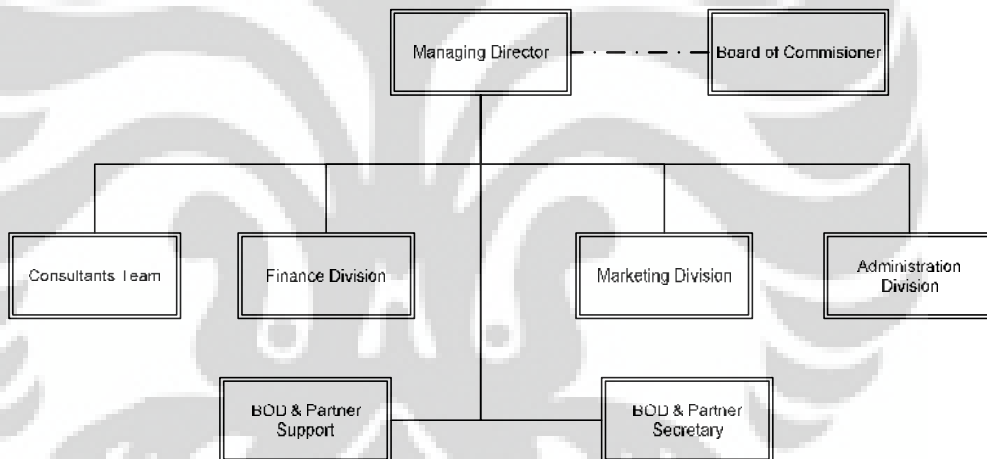 Managing Director
Board of Commisioner
Consultants Team
Finance Division
Marketing Division
Administration
Division
BOD & Partner
Support
BOD & Partner
Secretary